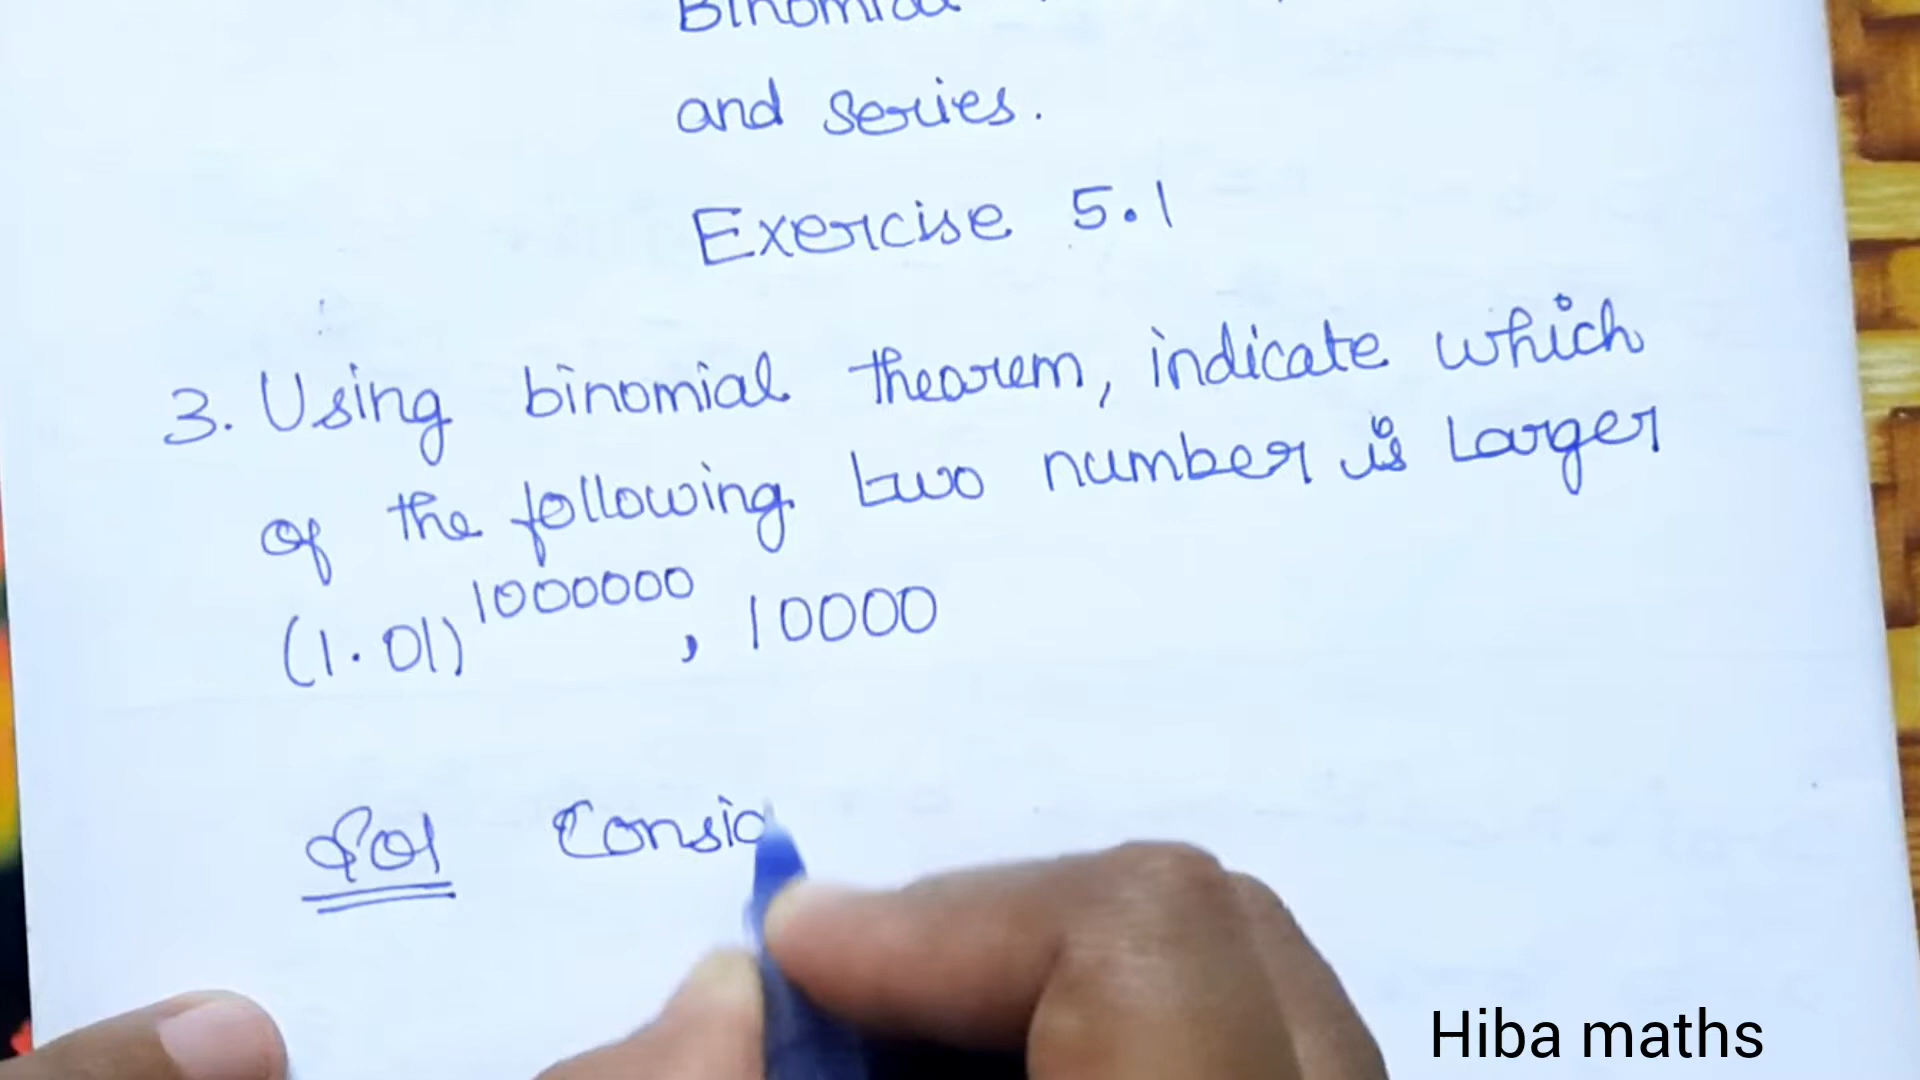 and series.
Exercise 5.1
3. Using binomial thearem, indicate which
of the following two number is Larger
(1.01)^1000000, 10000
Sol Consid
Hiba maths